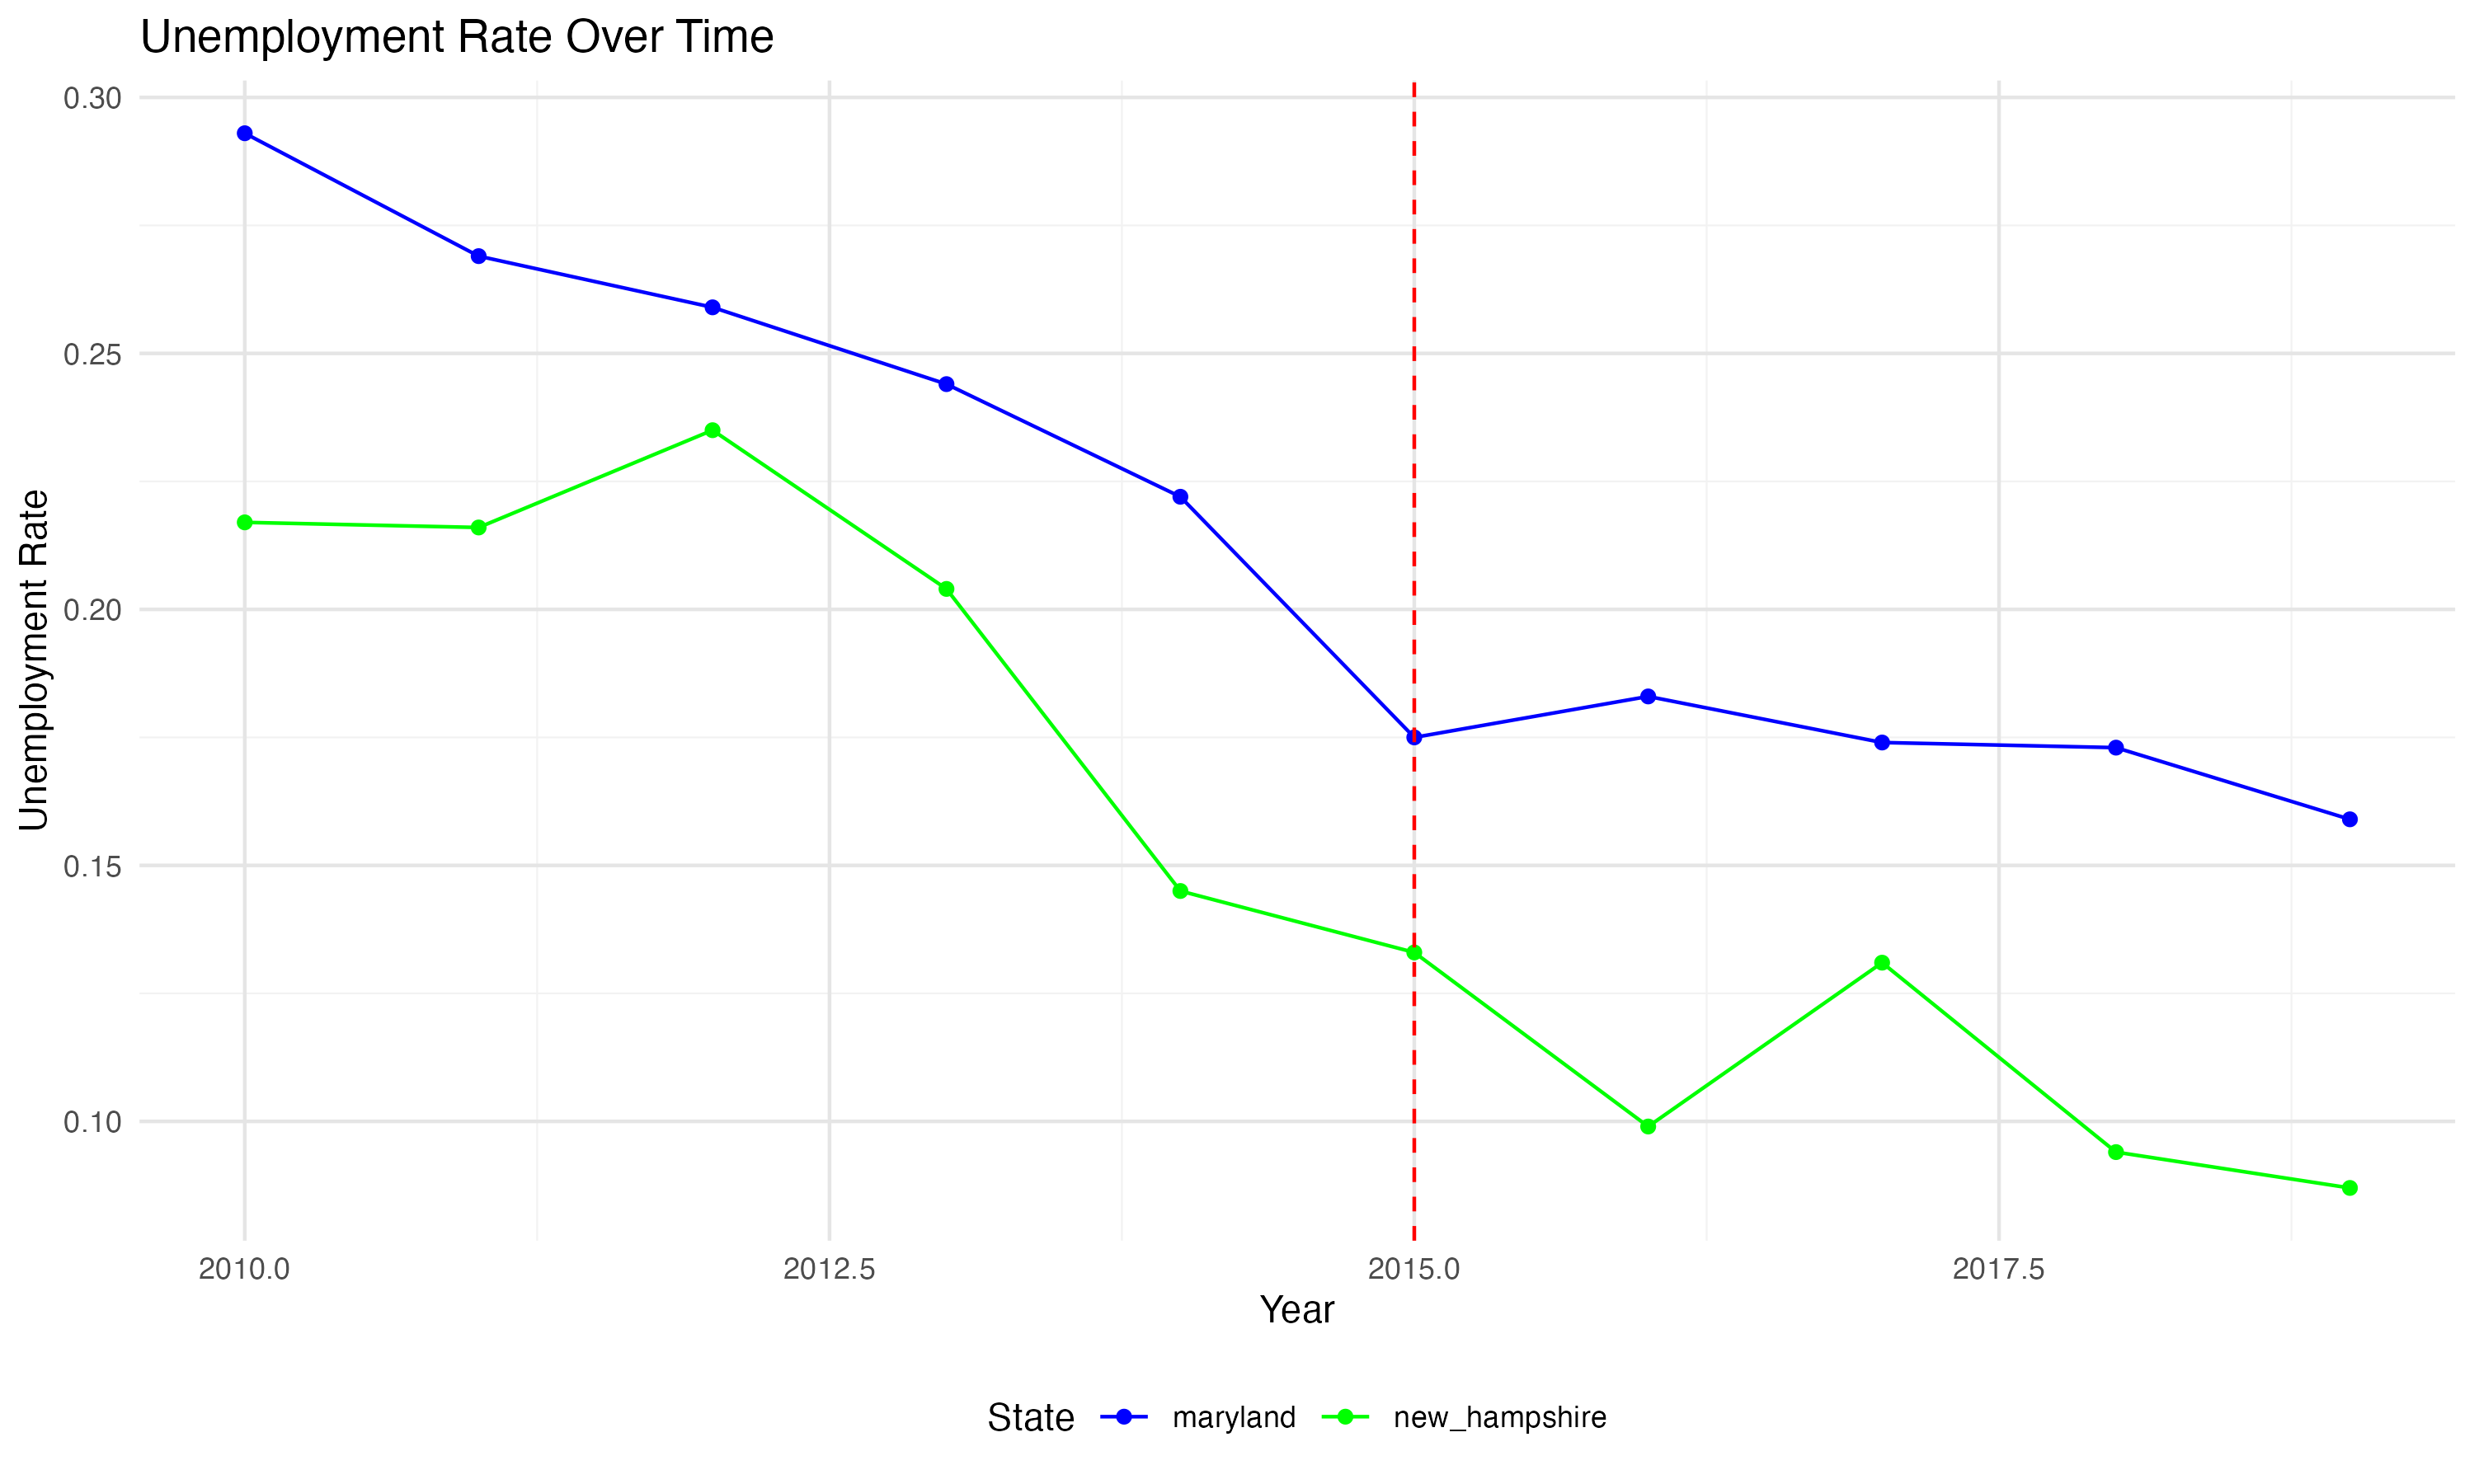 Unemployment Rate Over Time
Unemployment Rate
0.30
0.25
0.20
0.15
0.10
2010.0 2012.5 2015.0 2017.5
Year
State maryland new_hampshire